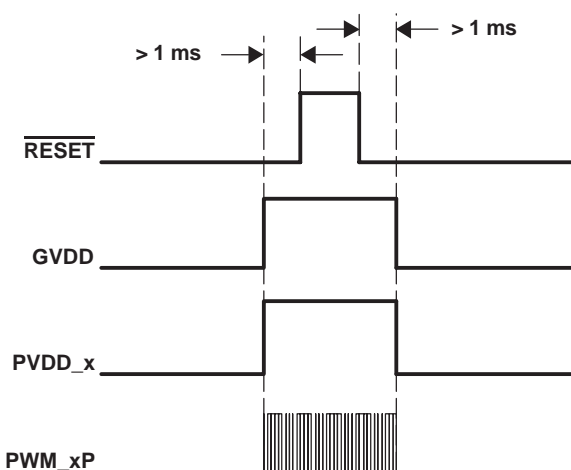 > 1 ms
> 1 ms
RESET
GVDD
PVDD_x
PWM_xP